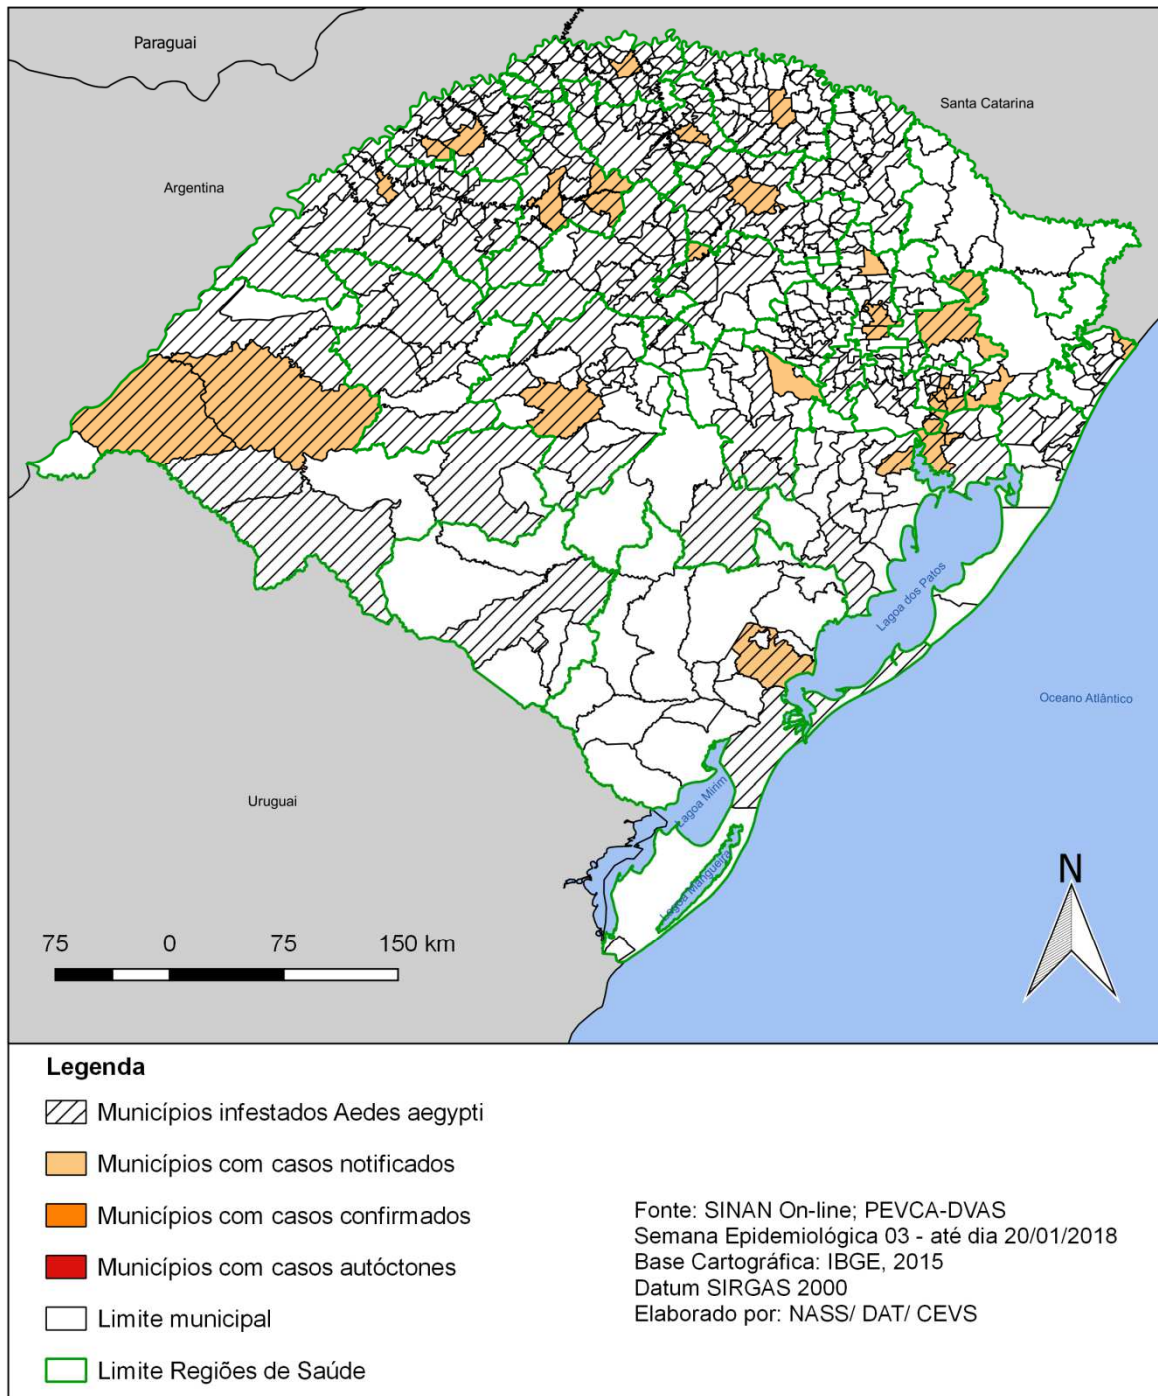 Paraguai
Santa Catarina
Argentina
Lagoa dos Patos
Oceano Atlântico
Uruguai
Lagoa Mirim
Lagoa Mangueira
N
75 0 75 150 km
Legenda
Municípios infestados Aedes aegypti
Municípios com casos notificados
Municípios com casos confirmados
Municípios com casos autóctones
Limite municipal
Limite Regiões de Saúde
Fonte: SINAN On-line; PEVCA-DVAS
Semana Epidemiológica 03 - até dia 20/01/2018
Base Cartográfica: IBGE, 2015
Datum SIRGAS 2000
Elaborado por: NASS/ DAT/ CEVS